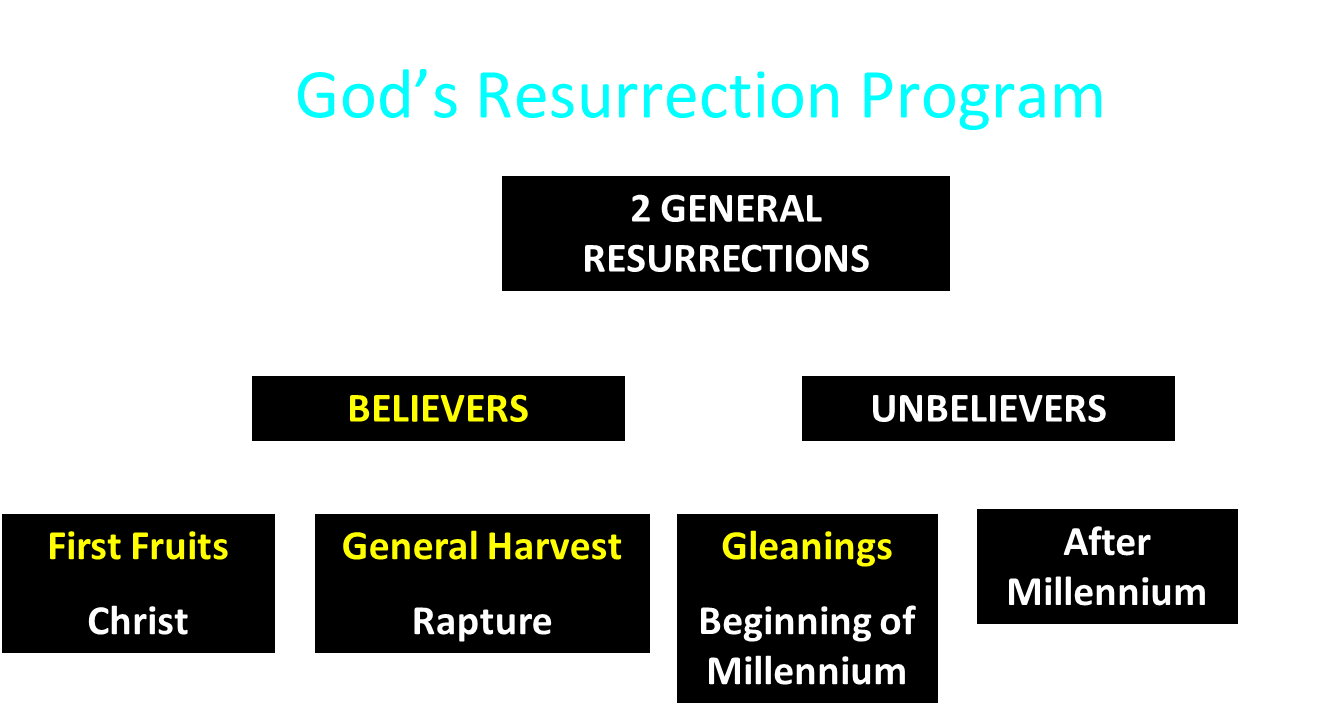 God’s Resurrection Program
2 GENERAL
RESURRECTIONS
BELIEVERS
UNBELIEVERS
First Fruits
Christ
General Harvest
Rapture
Gleanings
Beginning of
Millennium
After
Millennium